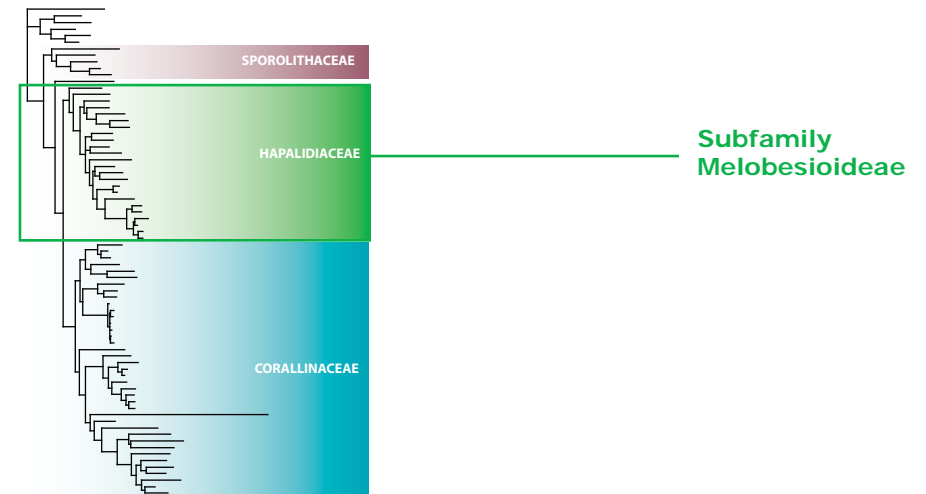 SPOROLITHACEAE
HAPALIDIACEAE
Subfamily
Melobesioideae
CORALLINACEAE